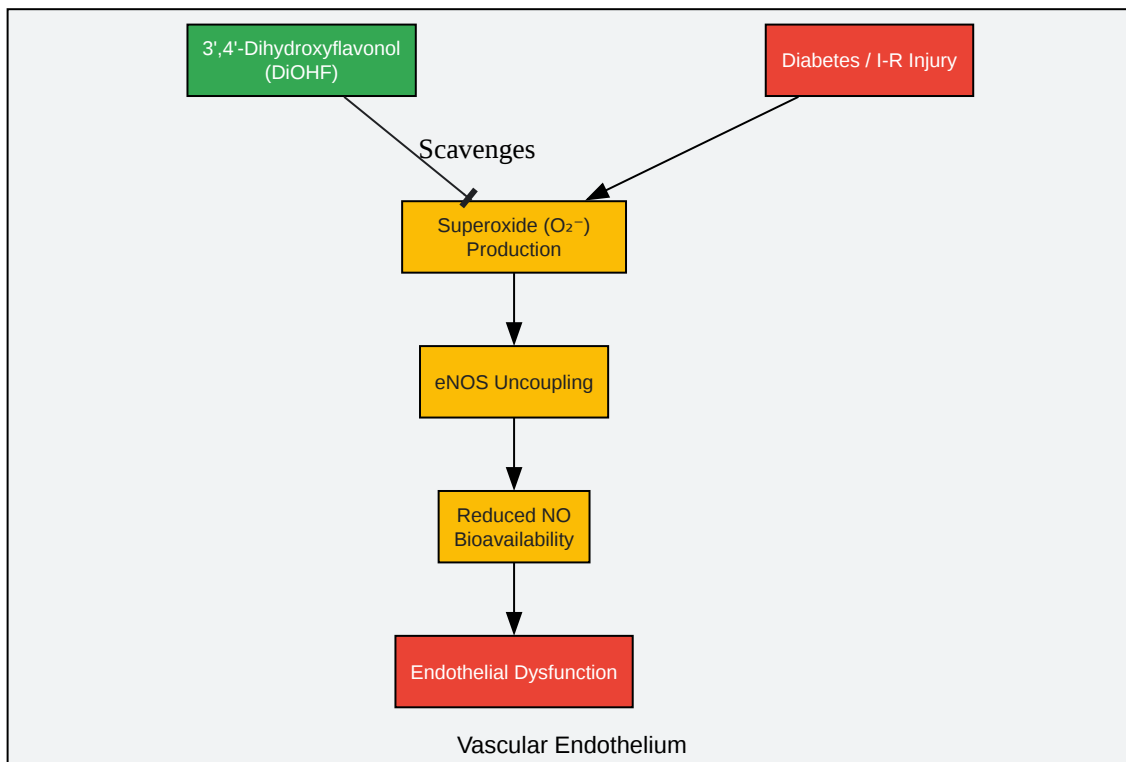 3',4'-Dihydroxyflavonol
(DiOHF)
Diabetes / I-R Injury
Scavenges
Superoxide (O₂⁻)
Production
eNOS Uncoupling
Reduced NO
Bioavailability
Endothelial Dysfunction
Vascular Endothelium